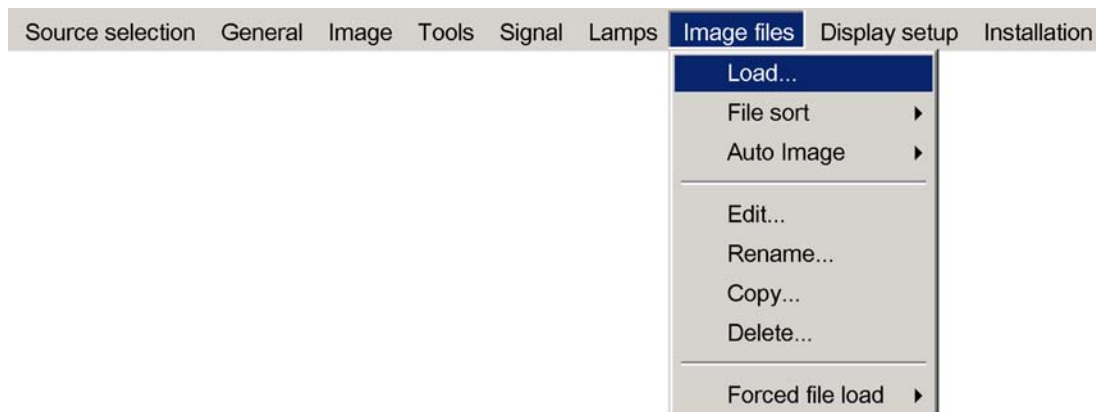 Source selection General Image Tools Signal Lamps Image files Display setup Installation
Load...
File sort
Auto Image
Edit...
Rename...
Copy...
Delete...
Forced file load